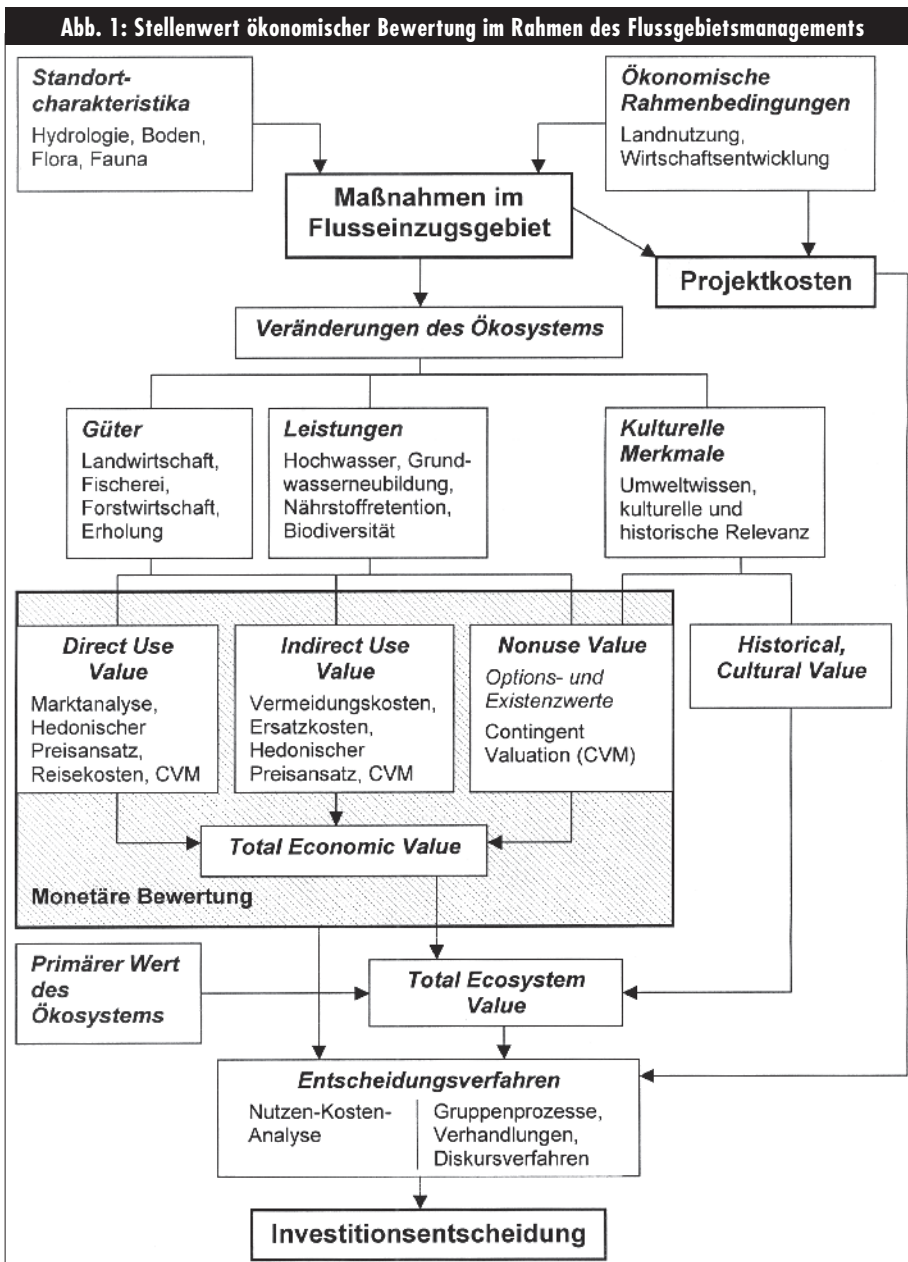 Abb. 1: Stellenwert ökonomischer Bewertung im Rahmen des Flussgebietsmanagements
Standort-
charakteristika
Hydrologie, Boden,
Flora, Fauna
Ökonomische
Rahmenbedingungen
Landnutzung,
Wirtschaftsentwicklung
Maßnahmen im
Flusseinzugsgebiet
Projektkosten
Veränderungen des Ökosystems
Güter
Landwirtschaft,
Fischerei,
Forstwirtschaft,
Erholung
Leistungen
Hochwasser, Grund-
wasserneubildung,
Nährstoffretention,
Biodiversität
Kulturelle
Merkmale
Umweltwissen,
kulturelle und
historische Relevanz
Direct Use
Value
Marktanalyse,
Hedonischer
Preisansatz,
Reisekosten, CVM
Indirect Use
Value
Vermeidungskosten,
Ersatzkosten,
Hedonischer
Preisansatz, CVM
Nonuse Value
Options- und
Existenzwerte
Contingent
Valuation (CVM)
Historical,
Cultural Value
Total Economic Value
Monetäre Bewertung
Primärer Wert
des
Ökosystems
Total Ecosystem
Value
Entscheidungsverfahren
Nutzen-Kosten-
Analyse
Gruppenprozesse,
Verhandlungen,
Diskursverfahren
Investitionsentscheidung